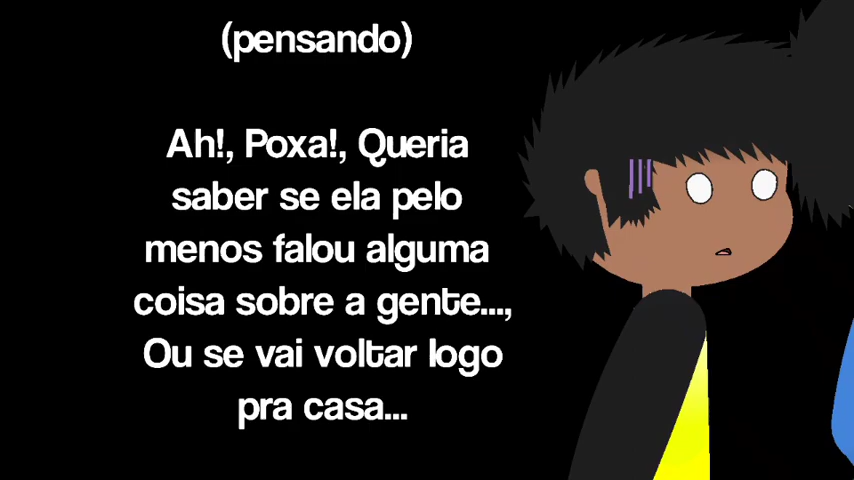 (pensando)
Ah!, Poxa!, Queria
saber se ela pelo
menos falou alguma
coisa sobre a gente...,
Ou se vai voltar logo
pra casa...